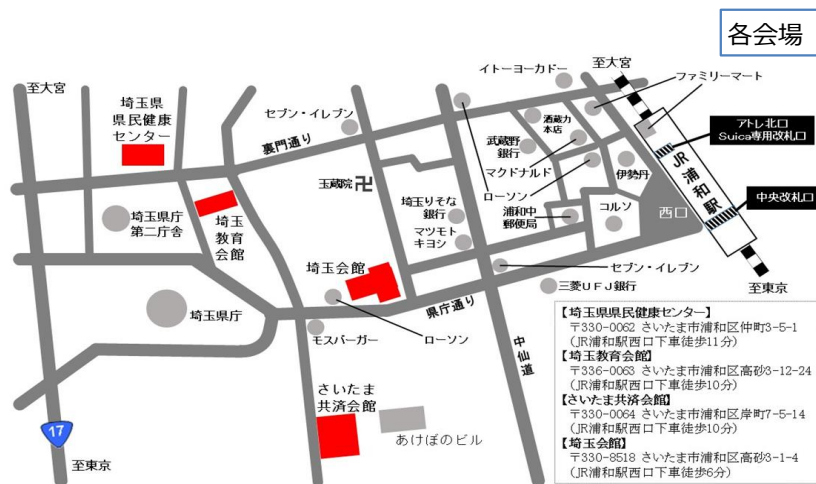 各会場
至大宮
イトーヨーカドー
至大宮
ファミリーマート
埼玉県
県民健康
センター
セブン・イレブン
裏門通り
酒蔵力
本店
武蔵野
銀行
マクドナルド
アトレ北口
Suica専用改札口
JR浦和駅
伊勢丹
玉蔵院
卍
ローソン
中央改札口
埼玉りそな
銀行
浦和中
郵便局
コルソ
西口
埼玉県庁
第二庁舎
埼玉
教育
会館
マツモト
キヨシ
埼玉会館
セブン・イレブン
三菱UFJ銀行
至東京
埼玉県庁
県庁通り
モスバーガー
ローソン
中仙道
さいたま
共済会館
あけぼのビル
17
至東京
【埼玉県県民健康センター】
〒330-0062 さいたま市浦和区仲町3-5-1
(JR浦和駅西口下車徒歩11分)
【埼玉教育会館】
〒336-0063 さいたま市浦和区高砂3-12-24
(JR浦和駅西口下車徒歩10分)
【さいたま共済会館】
〒330-0064 さいたま市浦和区岸町7-5-14
(JR浦和駅西口下車徒歩10分)
【埼玉会館】
〒330-8518 さいたま市浦和区高砂3-1-4
(JR浦和駅西口下車徒歩6分)